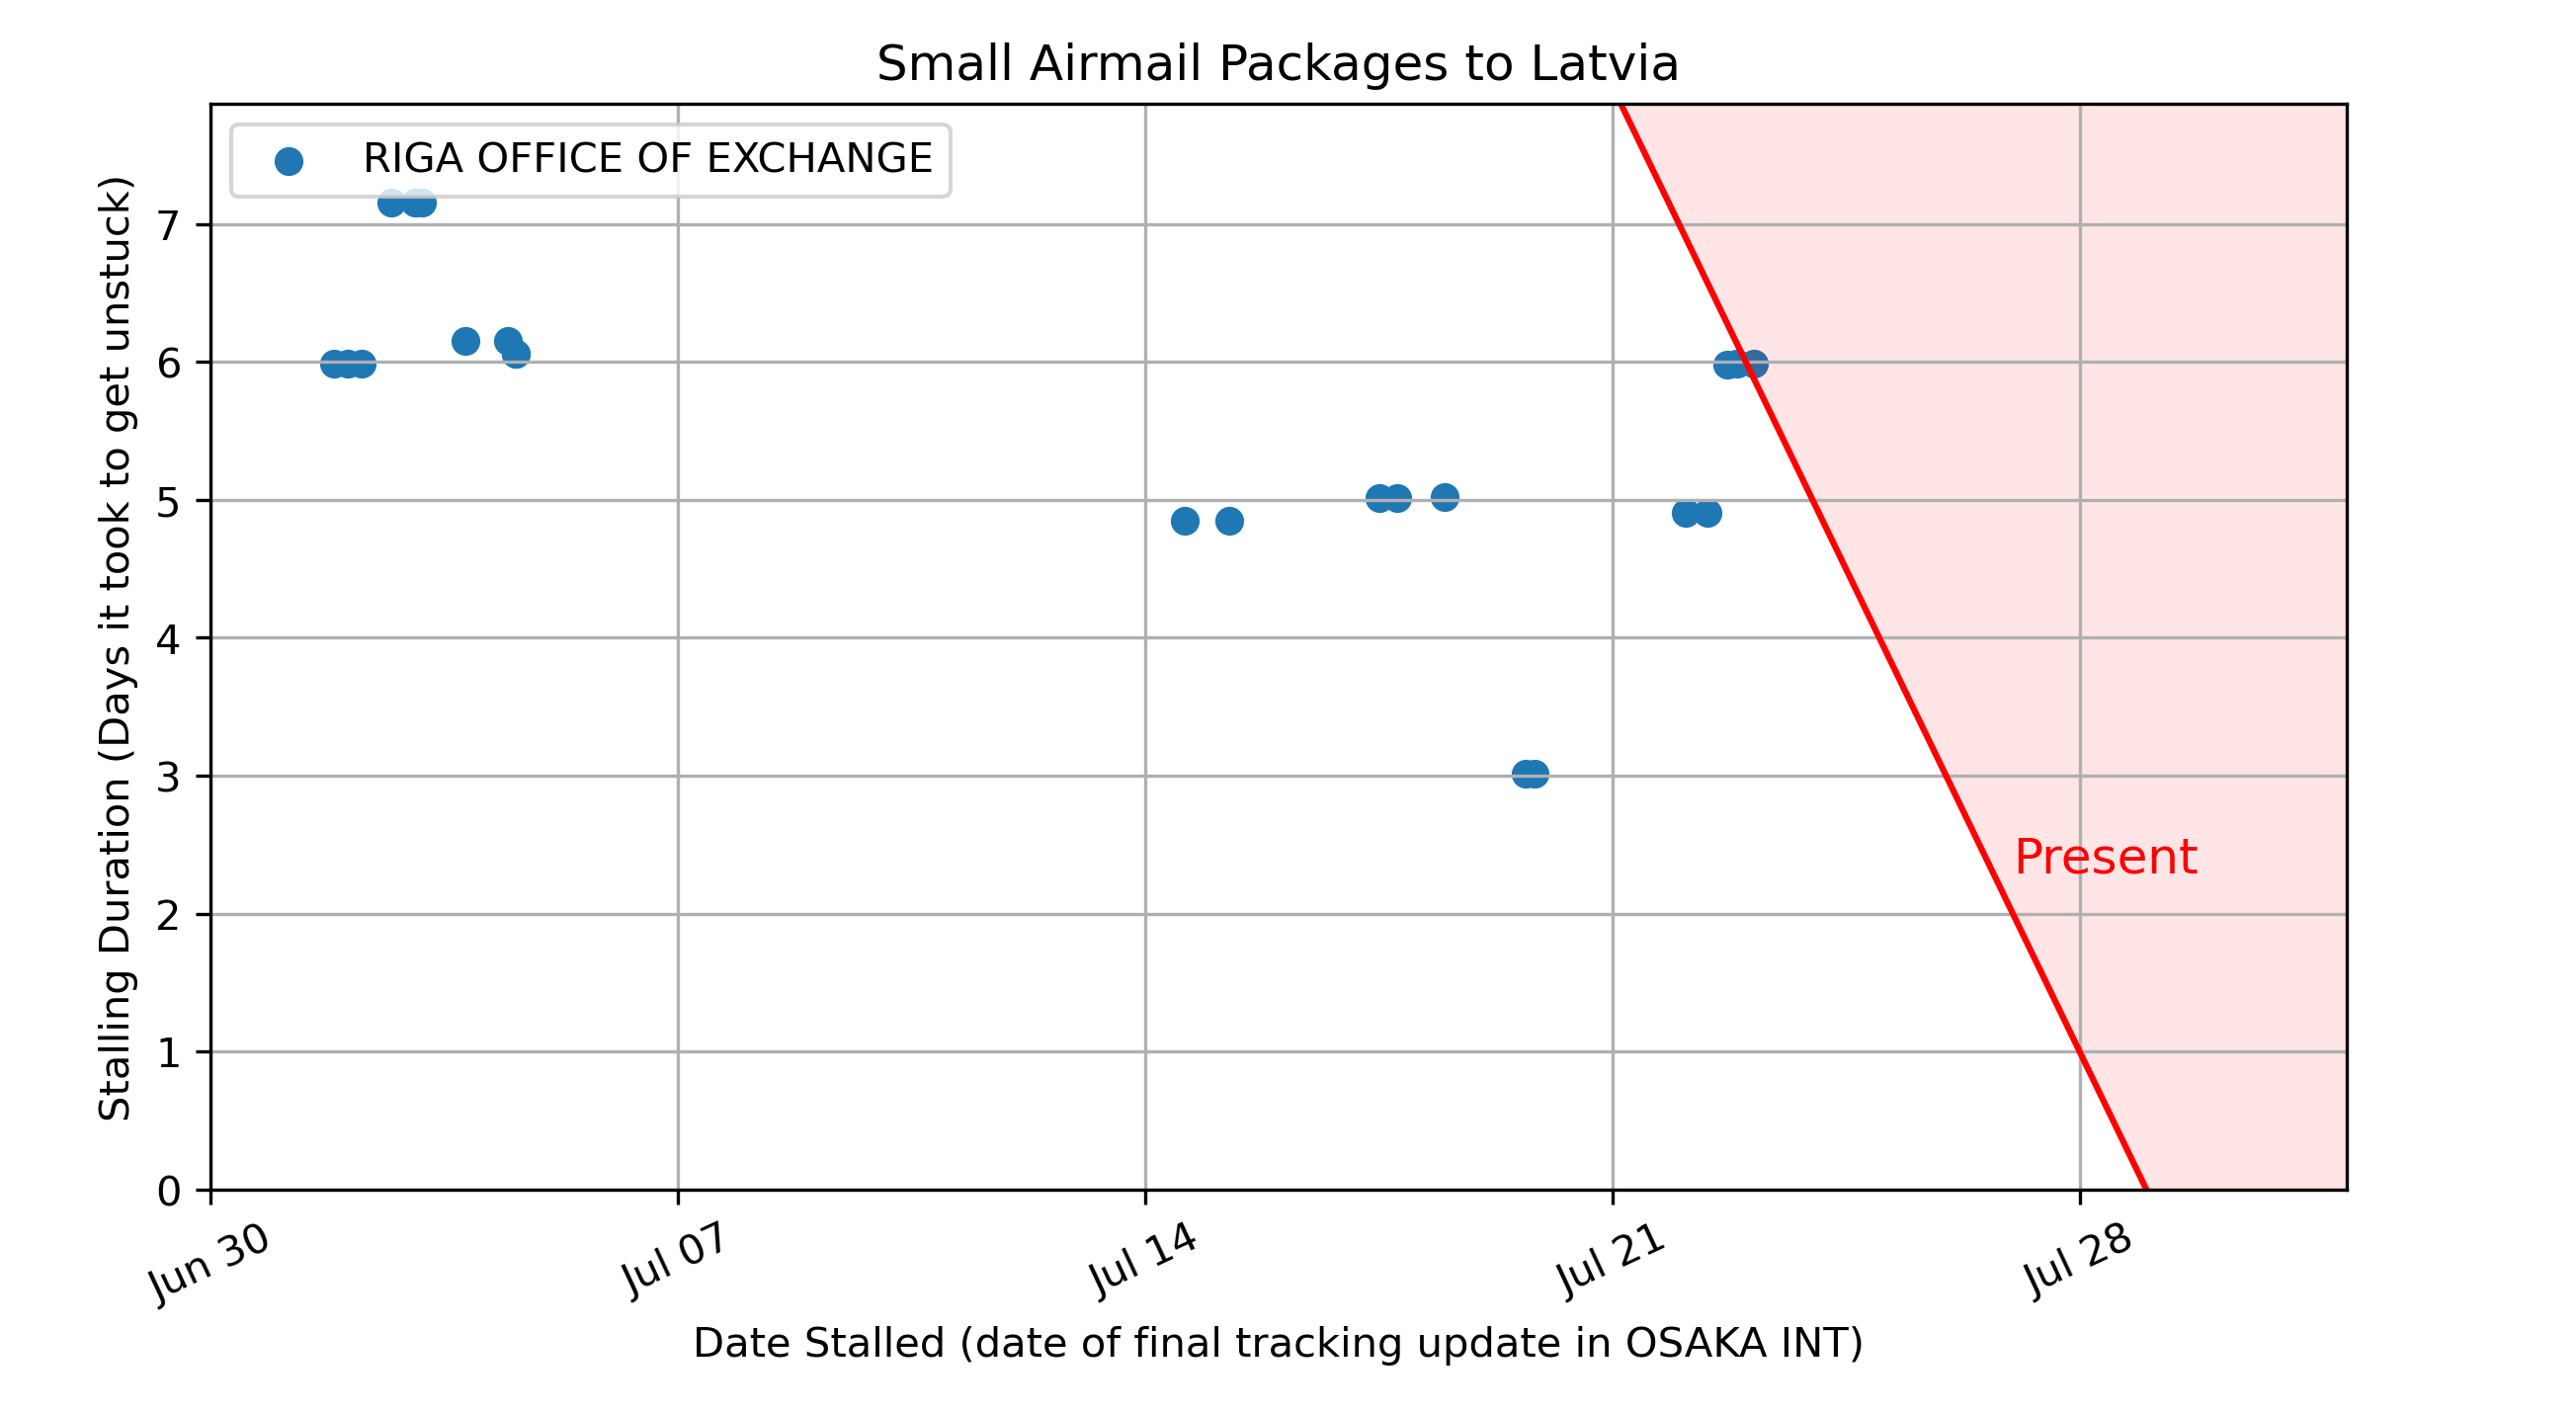 Small Airmail Packages to Latvia
RIGA OFFICE OF EXCHANGE
Stalling Duration (Days it took to get unstuck)
7
6
5
4
3
2
1
0
Present
Jun 30
Jul 07
Jul 14
Jul 21
Jul 28
Date Stalled (date of final tracking update in OSAKA INT)